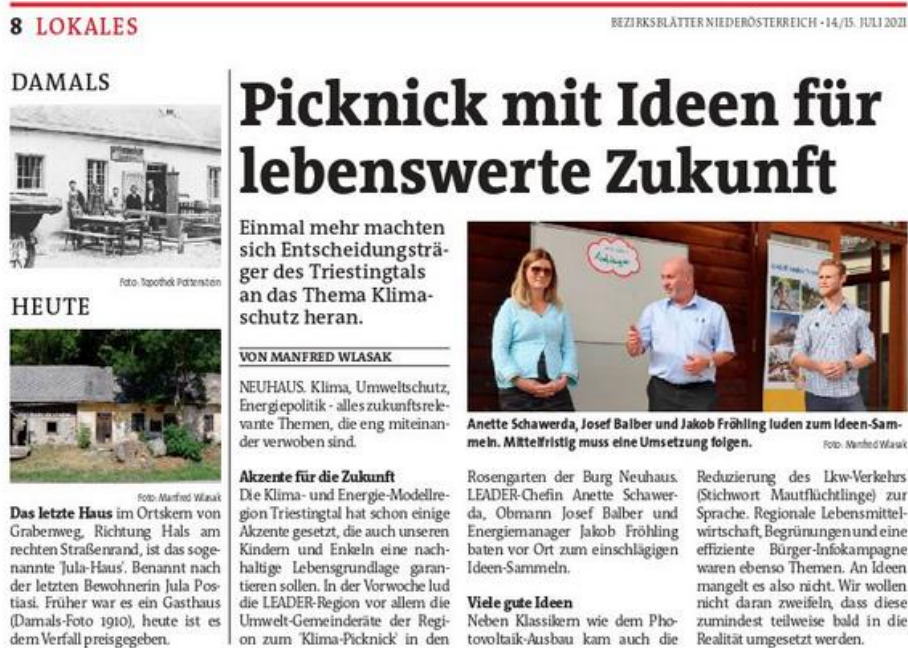 8 LOKALES
BEZIRKSBLÄTTER NIEDERÖSTERREICH • 14./15. JULI 2021
DAMALS
Foto: Topothek Pottenstein
HEUTE
Foto: Manfred Wlasak
Das letzte Haus im Ortskern von
Grabenweg, Richtung Hals am
rechten Straßenrand, ist das soge-
nannte 'Jula-Haus'. Benannt nach
der letzten Bewohnerin Jula Pos-
tiasi. Früher war es ein Gasthaus
(Damals-Foto 1910), heute ist es
dem Verfall preisgegeben.
Picknick mit Ideen für
lebenswerte Zukunft
Einmal mehr machten
sich Entscheidungsträ-
ger des Triestingtals
an das Thema Klima-
schutz heran.
VON MANFRED WLASAK
NEUHAUS. Klima, Umweltschutz,
Energiepolitik - alles zukunftsrele-
vante Themen, die eng miteinan-
der verwoben sind.
Akzente für die Zukunft
Die Klima- und Energie-Modellre-
gion Triestingtal hat schon einige
Akzente gesetzt, die auch unseren
Kindern und Enkeln eine nach-
haltige Lebensgrundlage garan-
tieren sollen. In der Vorwoche lud
die LEADER-Region vor allem die
Umwelt-Gemeinderäte der Regi-
on zum 'Klima-Picknick' in den
Anette Schawerda, Josef Balber und Jakob Fröhling luden zum Ideen-Sam-
meln. Mittelfristig muss eine Umsetzung folgen.
Foto: Manfred Wlasak
Rosengarten der Burg Neuhaus.
LEADER-Chefin Anette Schawer-
da, Obmann Josef Balber und
Energiemanager Jakob Fröhling
baten vor Ort zum einschlägigen
Ideen-Sammeln.
Viele gute Ideen
Neben Klassikern wie dem Pho-
tovoltaik-Ausbau kam auch die
Reduzierung des Lkw-Verkehrs
(Stichwort Mautflüchtlinge) zur
Sprache. Regionale Lebensmittel-
wirtschaft, Begrünungen und eine
effiziente Bürger-Infokampagne
waren ebenso Themen. An Ideen
mangelt es also nicht. Wir wollen
nicht daran zweifeln, dass diese
zumindest teilweise bald in die
Realität umgesetzt werden.